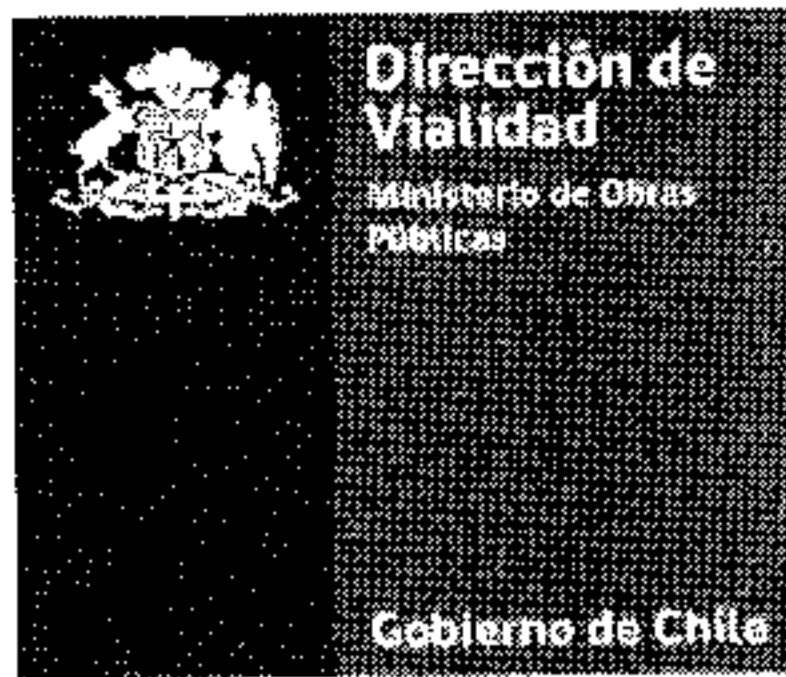 Dirección de
Vialidad
Ministerio de Obras
Públicas
Gobierno de Chile